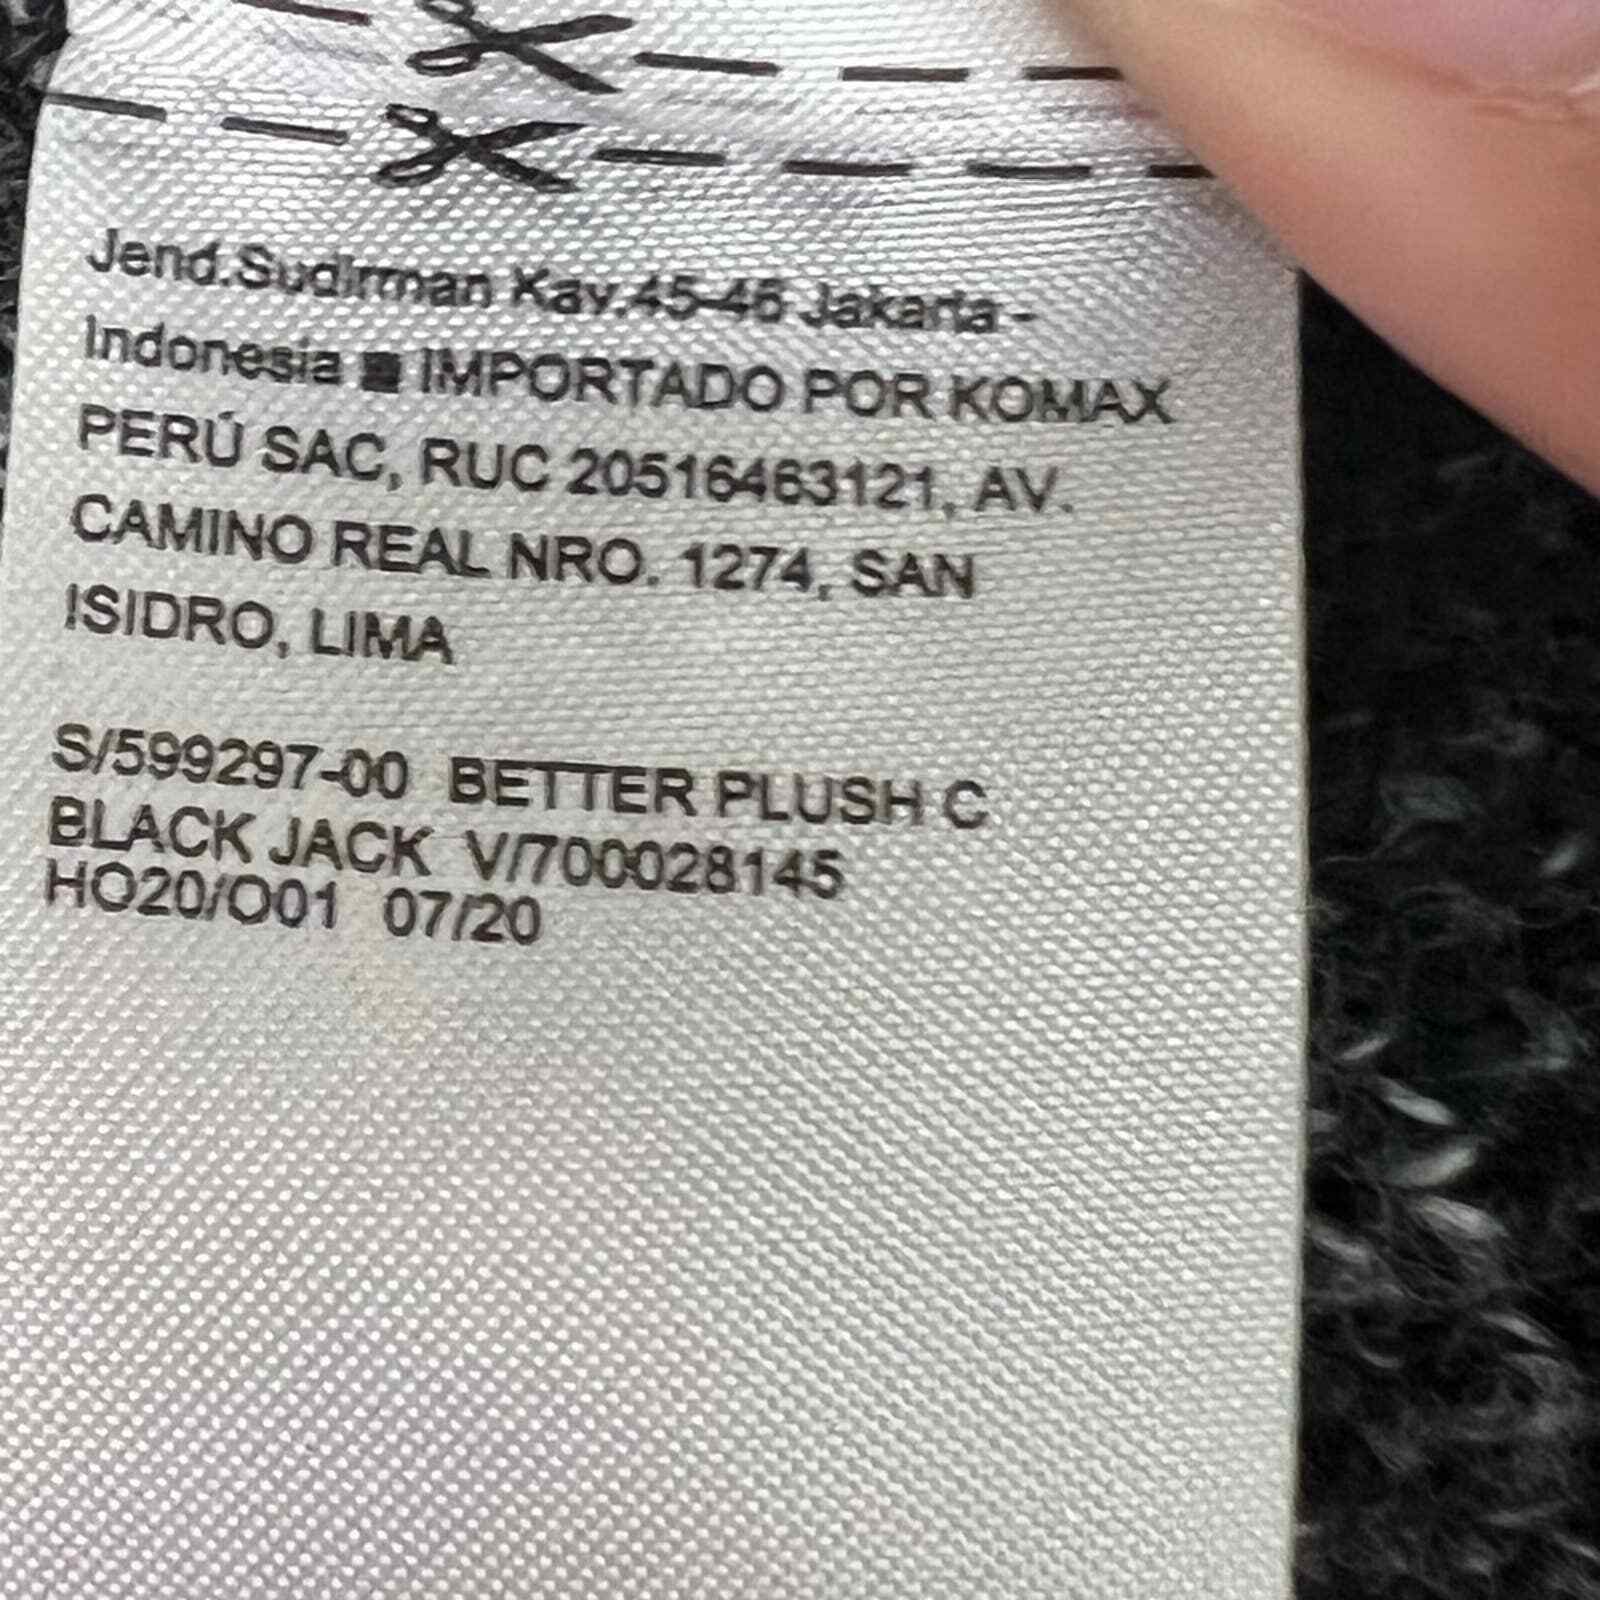 Jend.Sudirman Kav.45-46 Jakarta -
Indonesia ■ IMPORTADO POR KOMAX
PERÚ SAC, RUC 20516463121, AV.
CAMINO REAL NRO. 1274, SAN
ISIDRO, LIMA
S/599297-00 BETTER PLUSH C
BLACK JACK V/700028145
HO20/O01 07/20